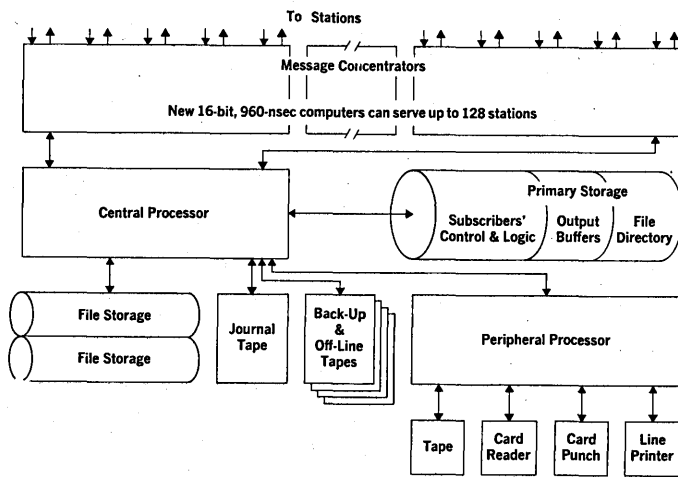 To Stations
Message Concentrators
New 16-bit, 960-nsec computers can serve up to 128 stations
Central Processor
Primary Storage
Subscribers'
Control & Logic
Output
Buffers
File
Directory
File Storage
File Storage
Journal
Tape
Back-Up
&
Off-Line
Tapes
Peripheral Processor
Tape
Card
Reader
Card
Punch
Line
Printer